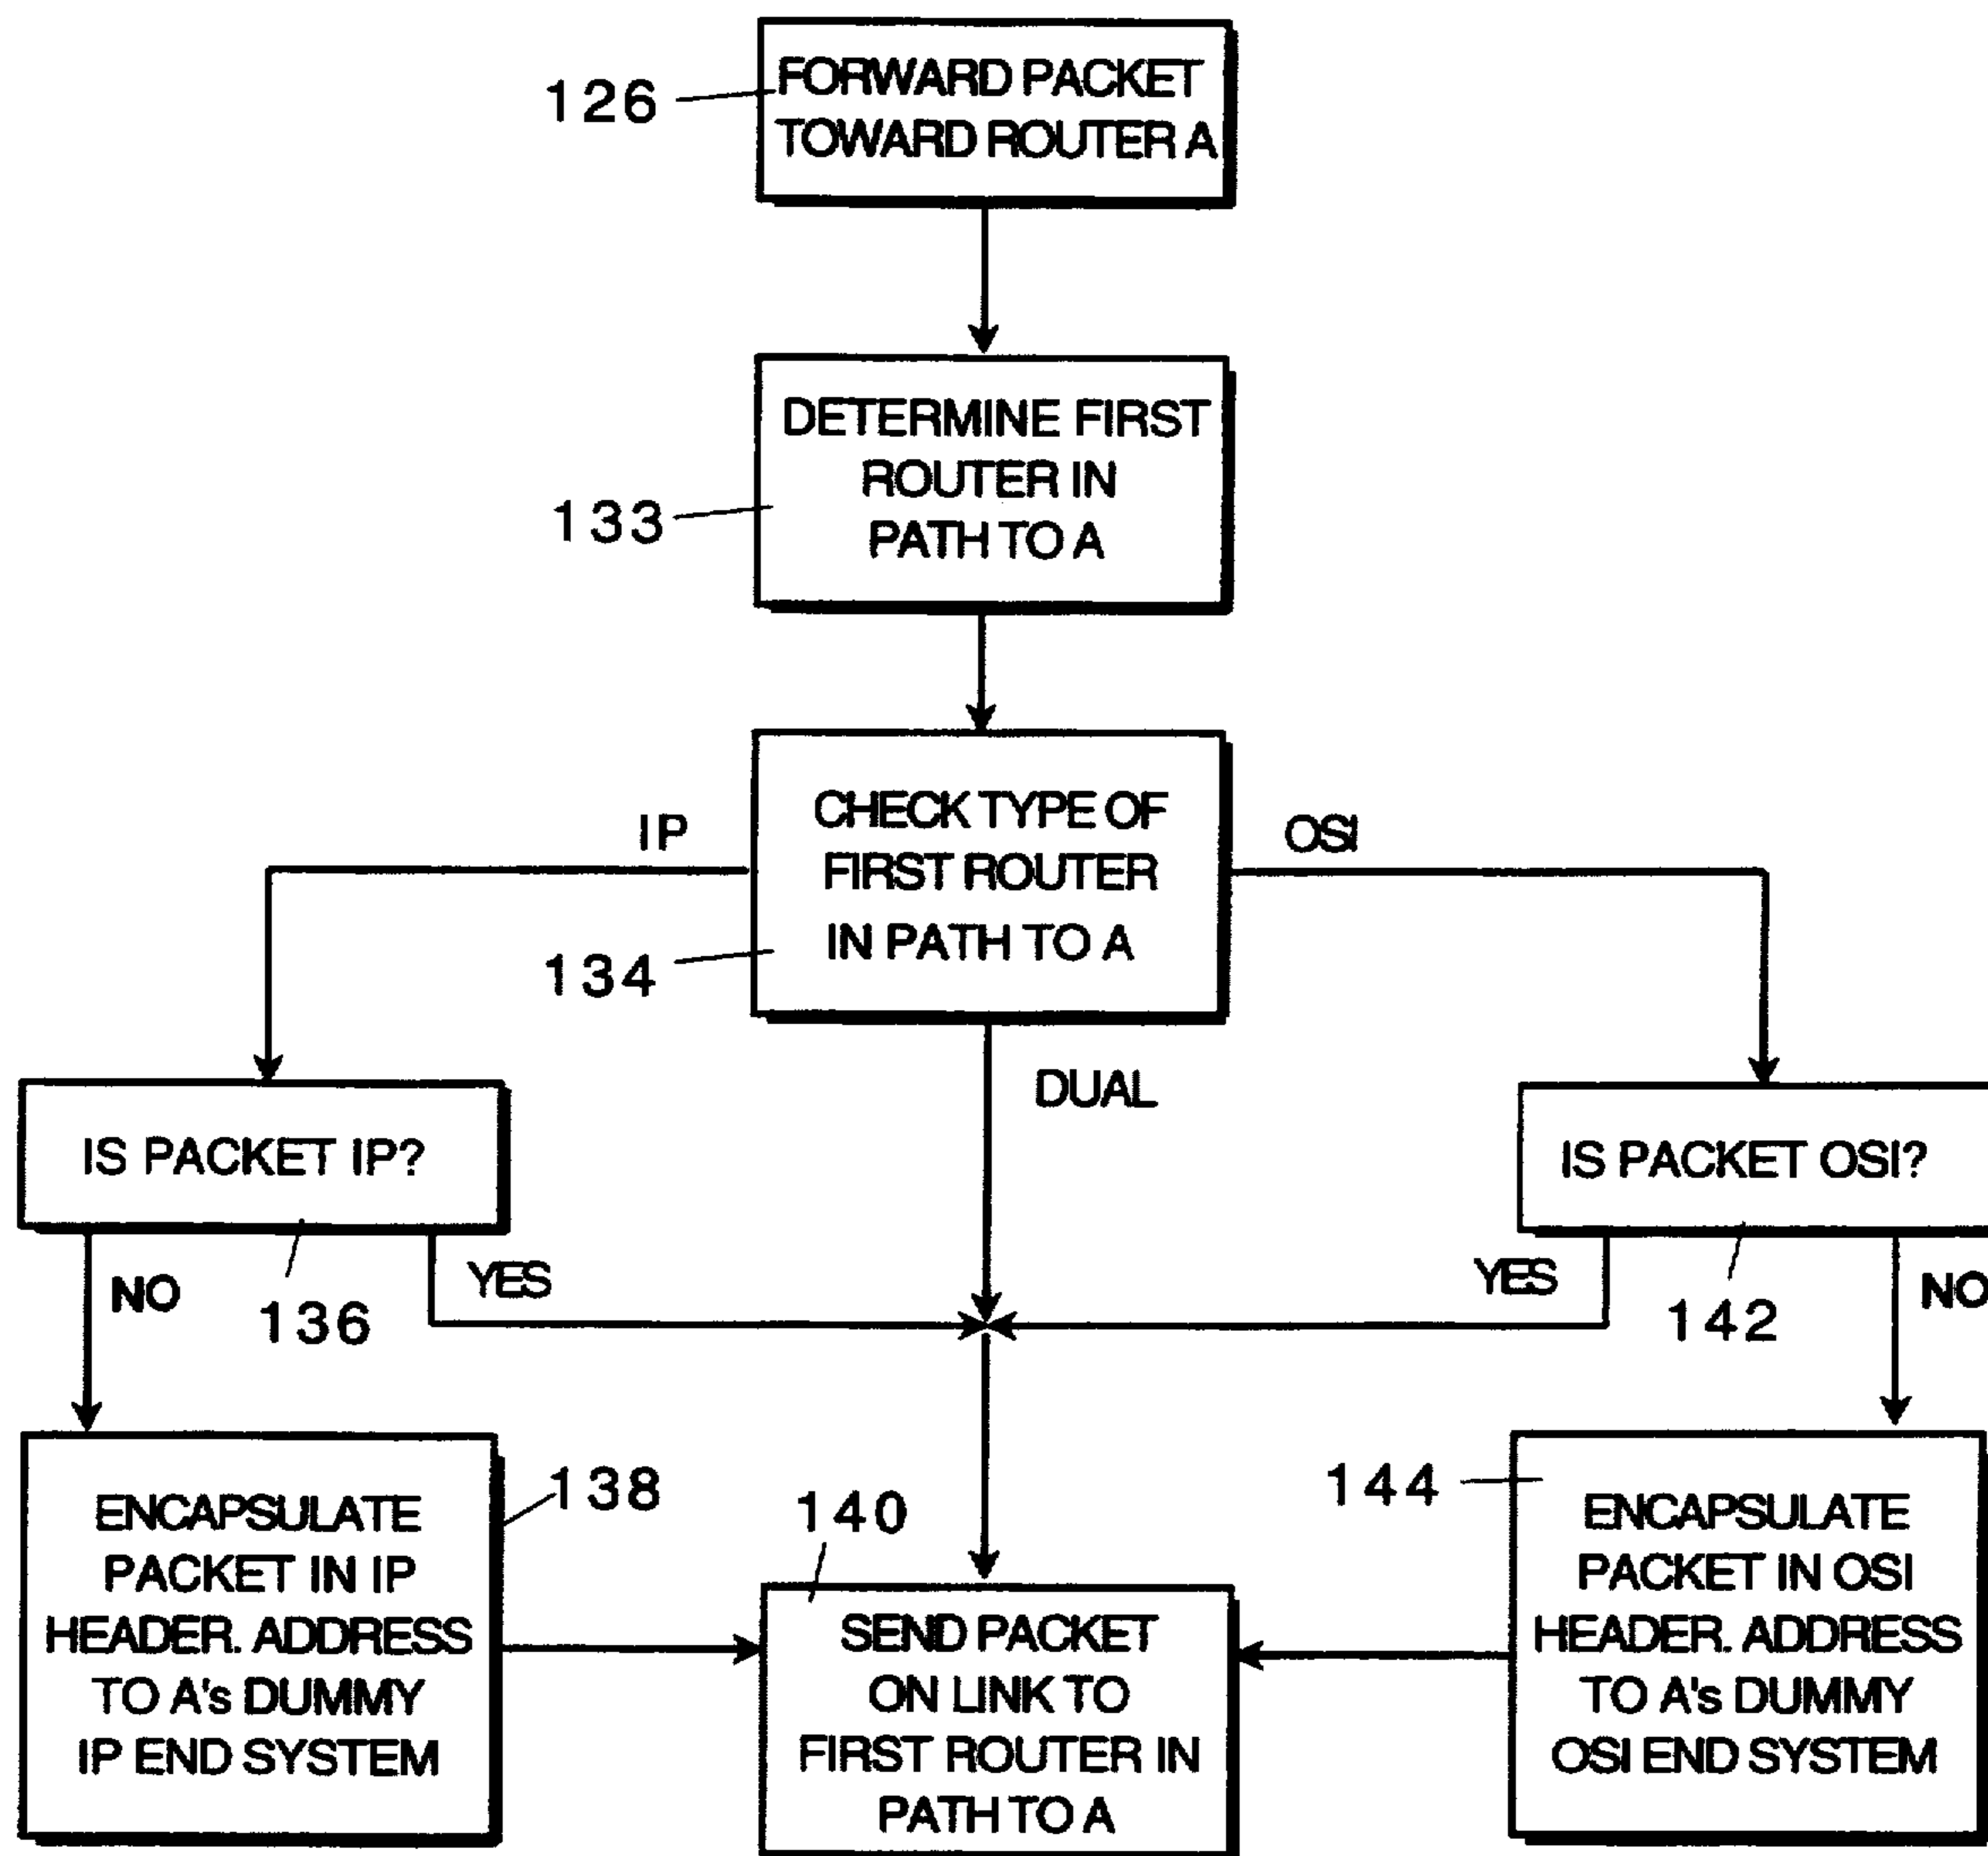 FORWARD PACKET
TOWARD ROUTER A
126
DETERMINE FIRST
ROUTER IN
PATH TO A
133
CHECK TYPE OF
FIRST ROUTER
IN PATH TO A
134
IP
OSI
DUAL
IS PACKET IP?
136
NO
YES
IS PACKET OSI?
142
YES
NO
ENCAPSULATE
PACKET IN IP
HEADER. ADDRESS
TO A's DUMMY
IP END SYSTEM
138
140
SEND PACKET
ON LINK TO
FIRST ROUTER IN
PATH TO A
144
ENCAPSULATE
PACKET IN OSI
HEADER. ADDRESS
TO A's DUMMY
OSI END SYSTEM